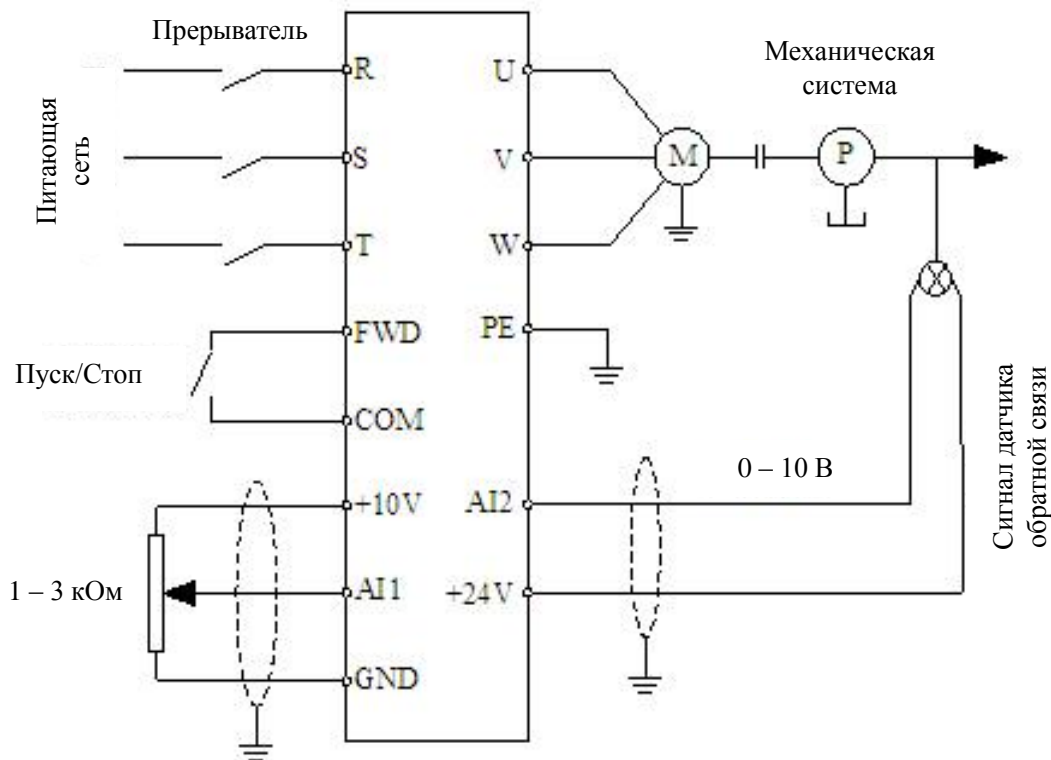 Прерыватель
Механическая
система
Питающая
сеть
R
S
T
U
V
W
M
P
FWD
COM
PE
Пуск/Стоп
+10V
AI1
GND
1 – 3 кОм
AI2
+24V
0 – 10 В
Сигнал датчика
обратной связи